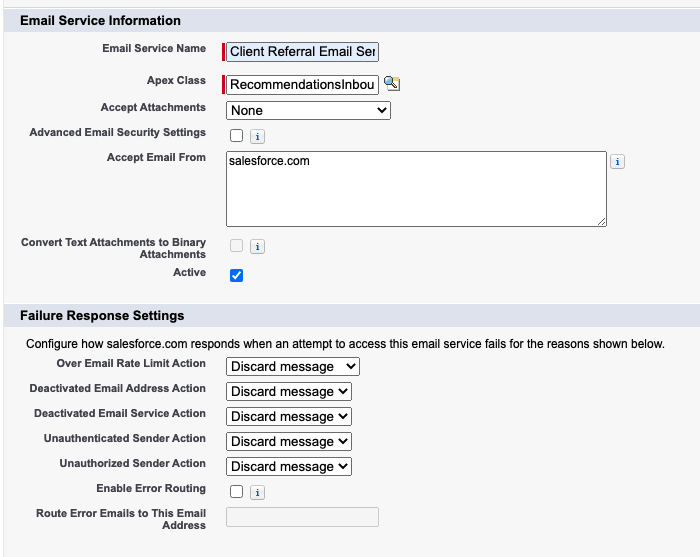 Email Service Information
Email Service Name Client Referral Email Ser
Apex Class RecommendationsInbou
Accept Attachments None
Advanced Email Security Settings i
Accept Email From salesforce.com i
Convert Text Attachments to Binary
Attachments i
Active
Failure Response Settings
Configure how salesforce.com responds when an attempt to access this email service fails for the reasons shown below.
Over Email Rate Limit Action Discard message
Deactivated Email Address Action Discard message
Deactivated Email Service Action Discard message
Unauthenticated Sender Action Discard message
Unauthorized Sender Action Discard message
Enable Error Routing i
Route Error Emails to This Email
Address